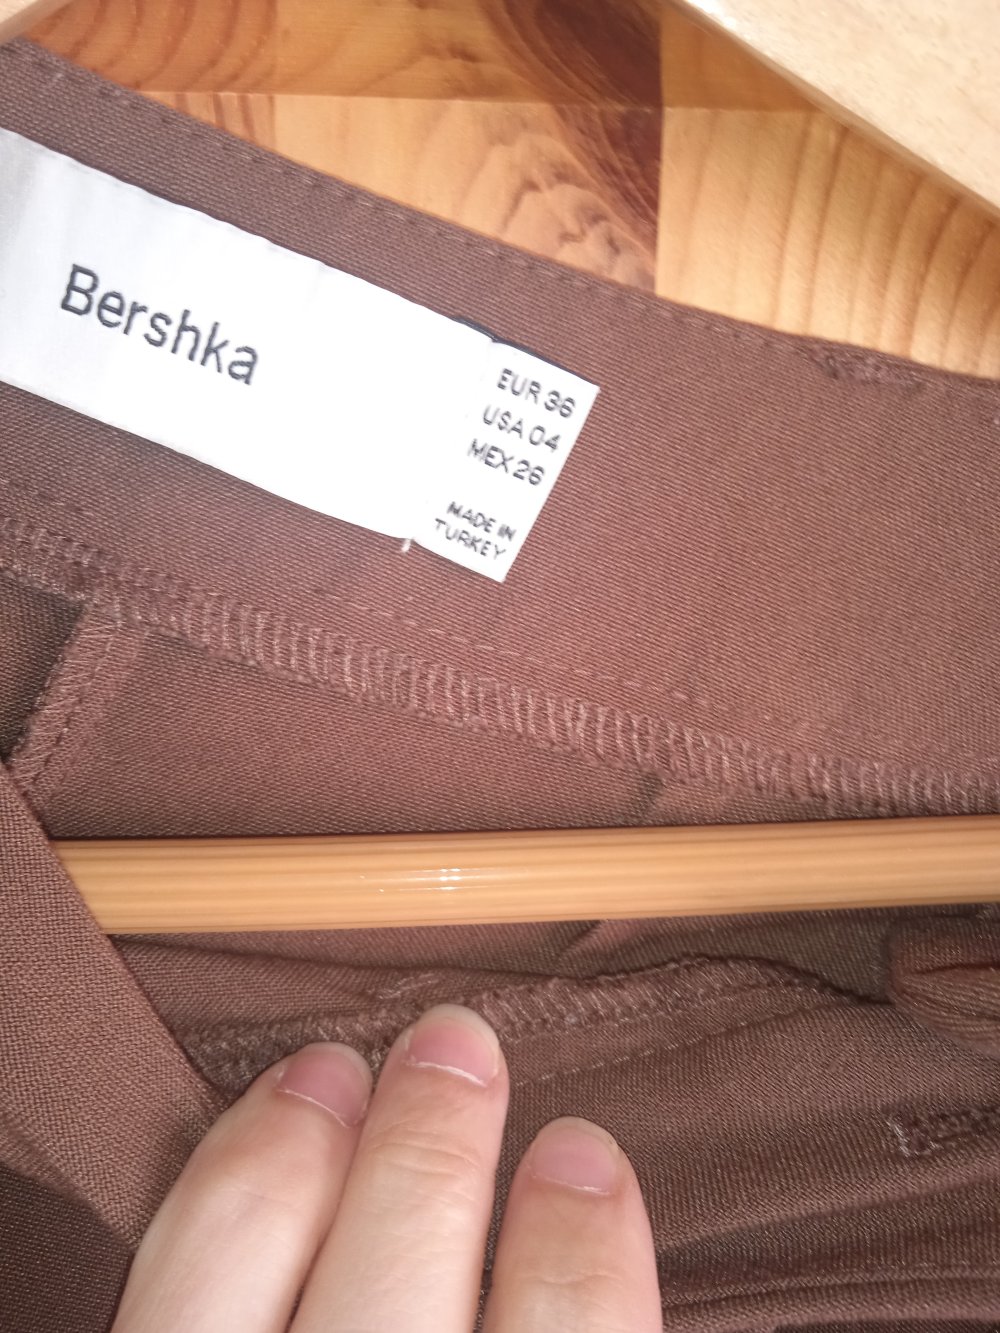 Bershka
EUR 36
USA 04
MEX 26
MADE IN
TURKEY